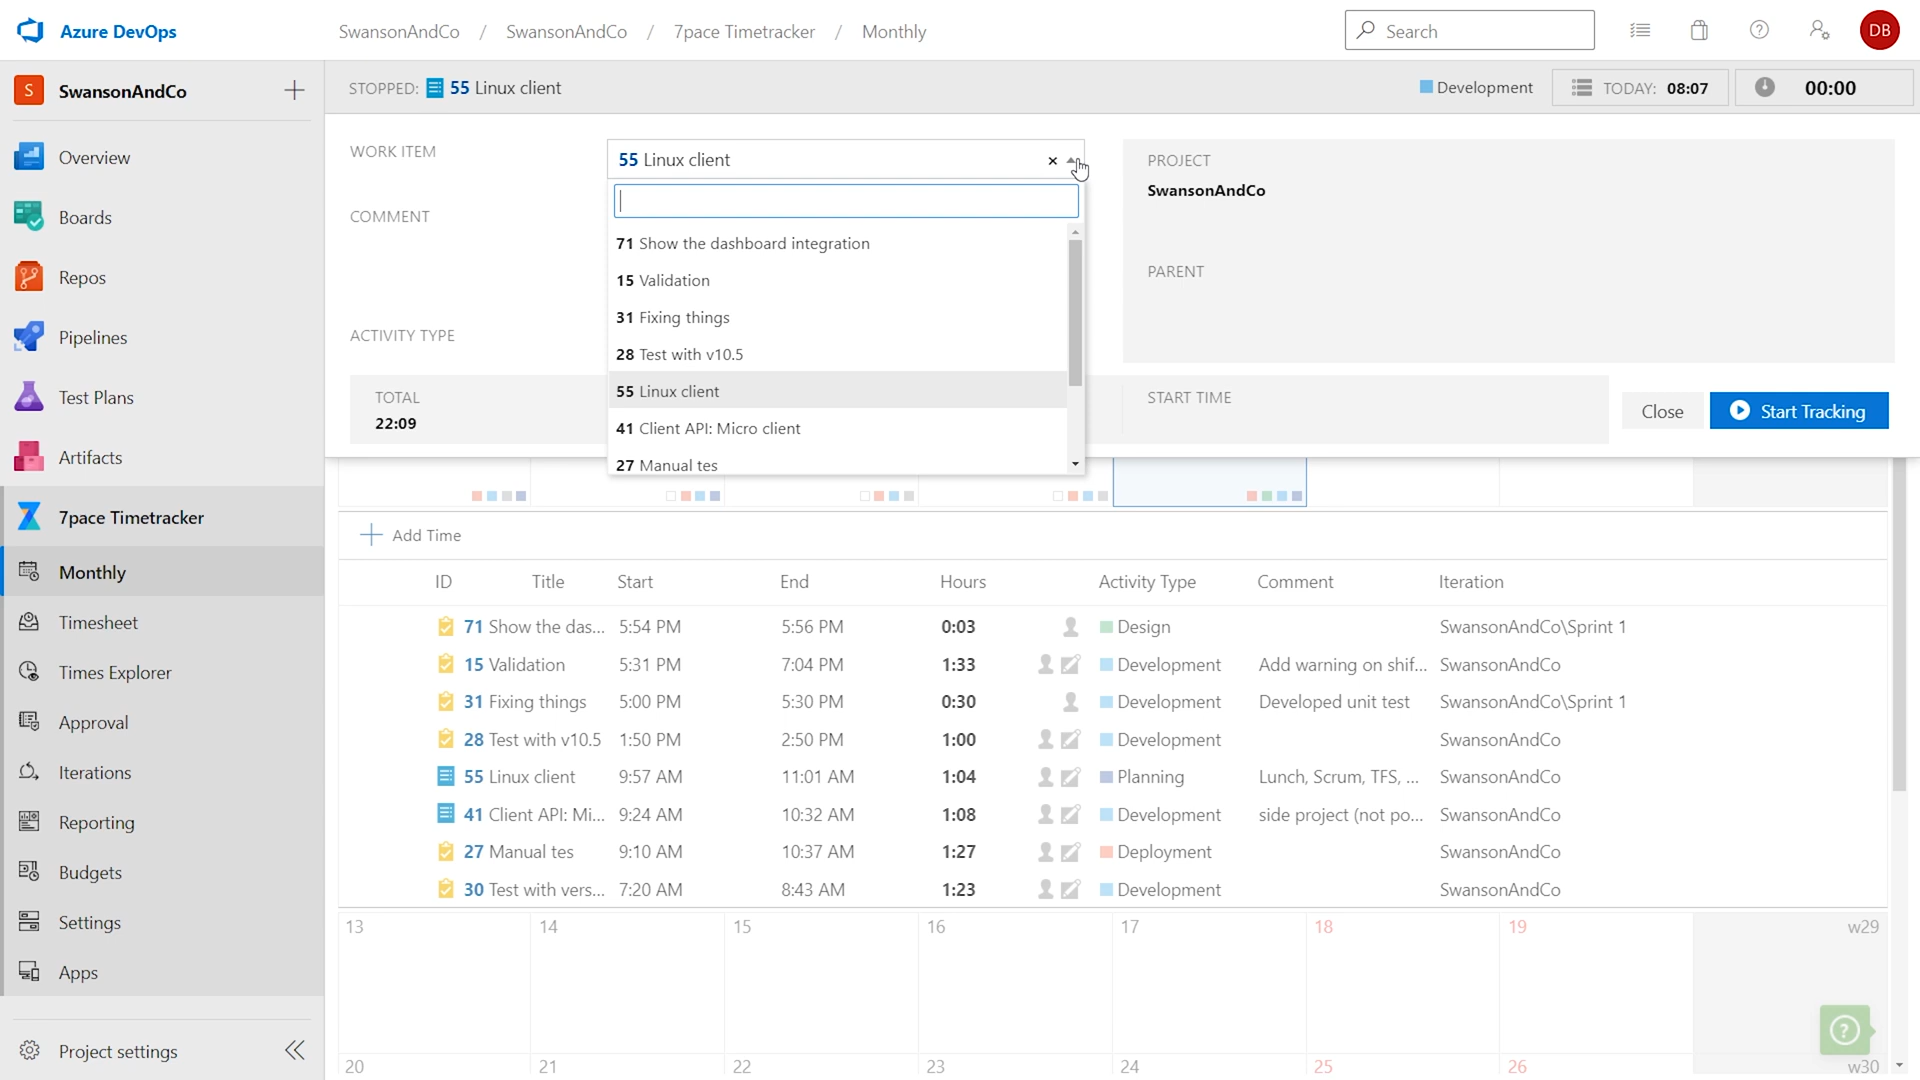 Azure DevOps
SwansonAndCo / SwansonAndCo / 7pace Timetracker / Monthly
Search
DB
S SwansonAndCo
Overview
Boards
Repos
Pipelines
Test Plans
Artifacts
7pace Timetracker
Monthly
Timesheet
Times Explorer
Approval
Iterations
Reporting
Budgets
Settings
Apps
Project settings
STOPPED: 55 Linux client
Development
TODAY: 08:07
00:00
WORK ITEM
55 Linux client
COMMENT
ACTIVITY TYPE
71 Show the dashboard integration
15 Validation
31 Fixing things
28 Test with v10.5
55 Linux client
41 Client API: Micro client
27 Manual tes
PROJECT
SwansonAndCo
PARENT
TOTAL
22:09
START TIME
Close
Start Tracking
Add Time
ID Title Start End Hours Activity Type Comment Iteration
71 Show the das... 5:54 PM 5:56 PM 0:03 Design SwansonAndCo\Sprint 1
15 Validation 5:31 PM 7:04 PM 1:33 Development Add warning on shif... SwansonAndCo
31 Fixing things 5:00 PM 5:30 PM 0:30 Development Developed unit test SwansonAndCo\Sprint 1
28 Test with v10.5 1:50 PM 2:50 PM 1:00 Development SwansonAndCo
55 Linux client 9:57 AM 11:01 AM 1:04 Planning Lunch, Scrum, TFS, ... SwansonAndCo
41 Client API: Mi... 9:24 AM 10:32 AM 1:08 Development side project (not po... SwansonAndCo
27 Manual tes 9:10 AM 10:37 AM 1:27 Deployment SwansonAndCo
30 Test with vers... 7:20 AM 8:43 AM 1:23 Development SwansonAndCo
13 14 15 16 17 18 19 w29
20 21 22 23 24 25 26 w30